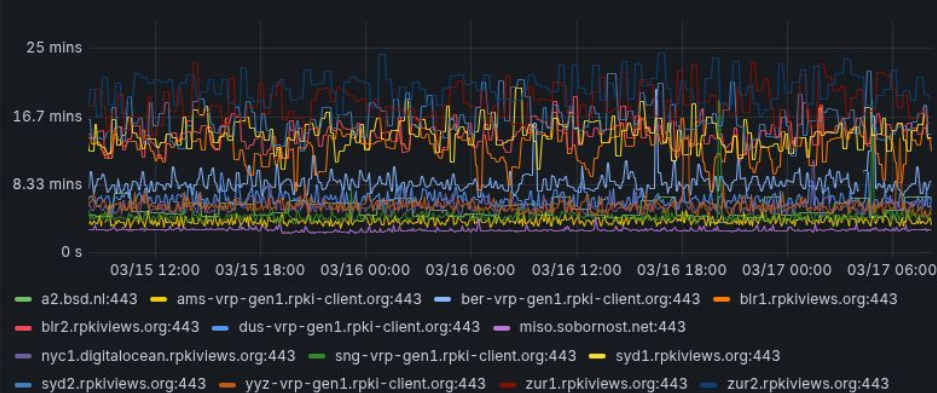 25 mins
16.7 mins
8.33 mins
0 s
03/15 12:00 03/15 18:00 03/16 00:00 03/16 06:00 03/16 12:00 03/16 18:00 03/17 00:00 03/17 06:00
a2.bsd.nl:443 ams-vrp-gen1.rpki-client.org:443 ber-vrp-gen1.rpki-client.org:443 blr1.rpkiviews.org:443
blr2.rpkiviews.org:443 dus-vrp-gen1.rpki-client.org:443 miso.sobornost.net:443
nyc1.digitalocean.rpkiviews.org:443 sng-vrp-gen1.rpki-client.org:443 syd1.rpkiviews.org:443
syd2.rpkiviews.org:443 yyz-vrp-gen1.rpki-client.org:443 zur1.rpkiviews.org:443 zur2.rpkiviews.org:443